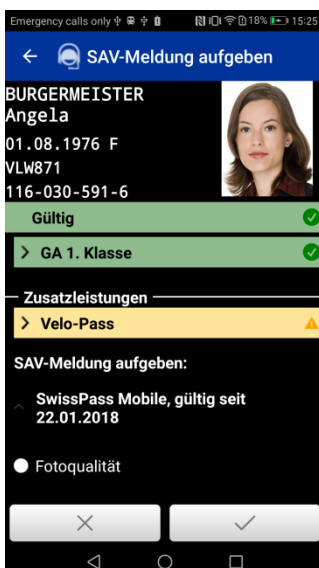 Emergency calls only 18% 15:25
SAV-Meldung aufgeben
BURGERMEISTER
Angela
01.08.1976 F
VLW871
116-030-591-6
Gültig
GA 1. Klasse
Zusatzleistungen
Velo-Pass
SAV-Meldung aufgeben:
SwissPass Mobile, gültig seit
22.01.2018
Fotoqualität